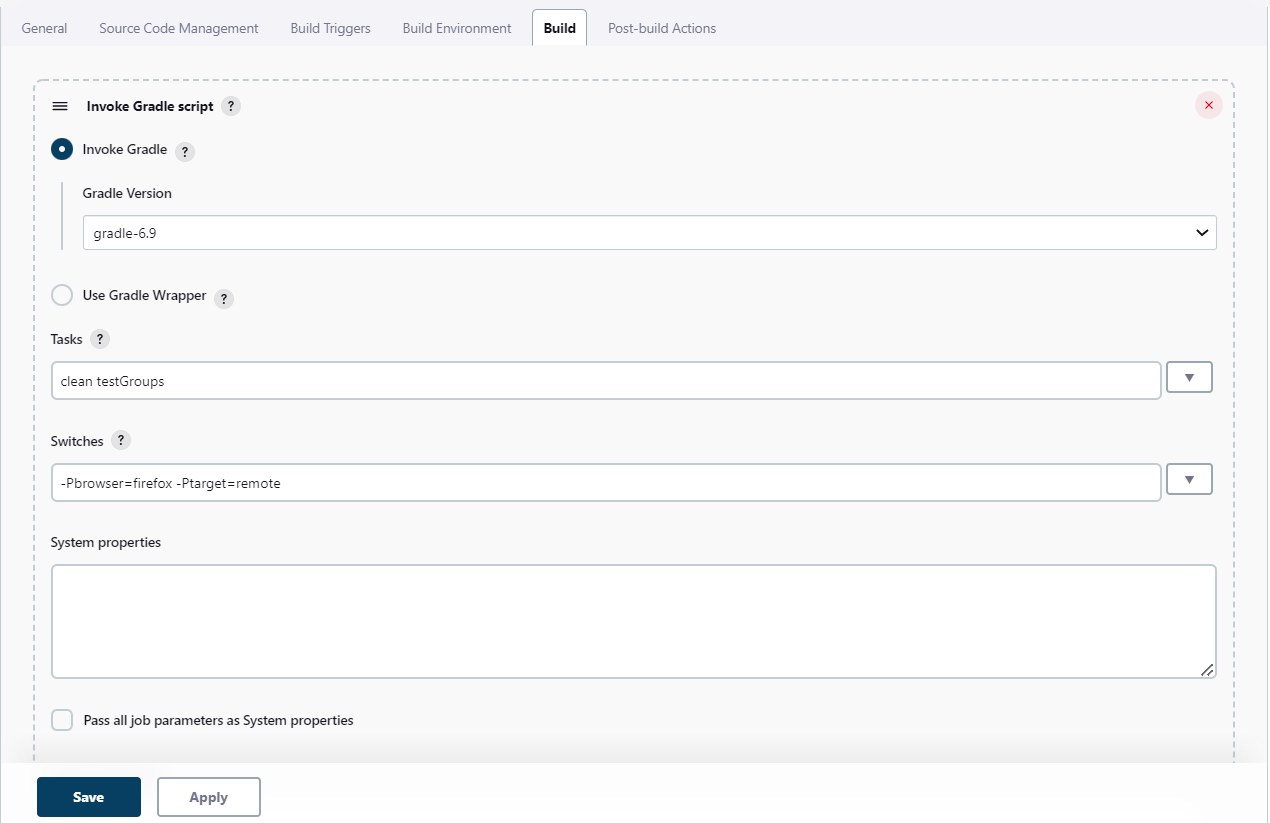 General Source Code Management Build Triggers Build Environment Build Post-build Actions
Invoke Gradle script ?
Invoke Gradle ?
Gradle Version
gradle-6.9
Use Gradle Wrapper ?
Tasks ?
clean testGroups
Switches ?
-Pbrowser=firefox -Ptarget=remote
System properties
Pass all job parameters as System properties
Save Apply